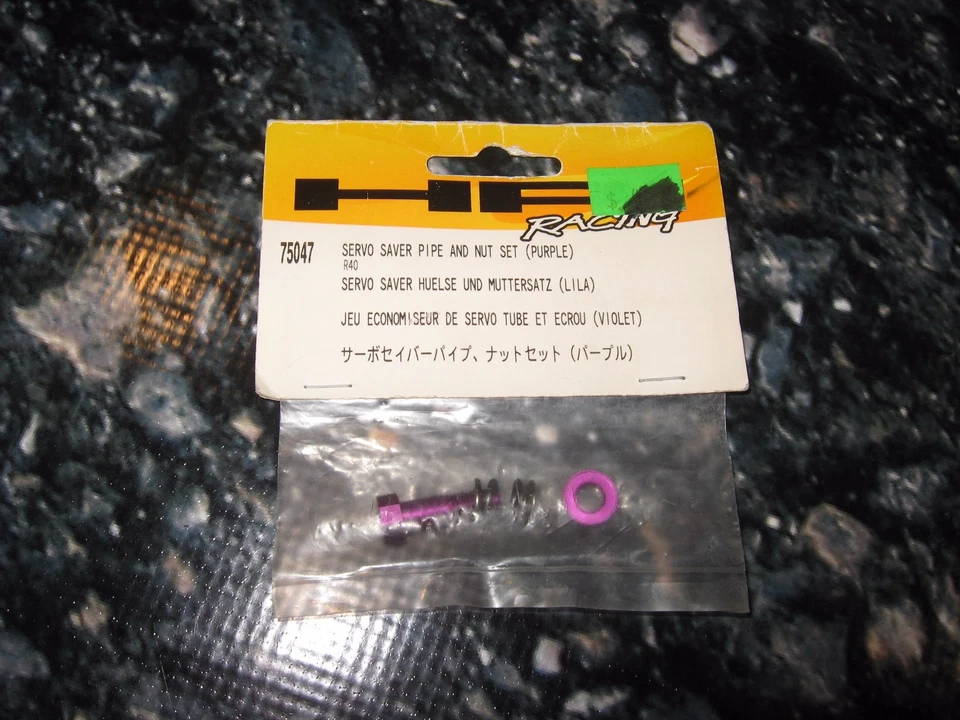 RACING
75047 SERVO SAVER PIPE AND NUT SET (PURPLE)
R40
SERVO SAVER HUELSE UND MUTTERSATZ (LILA)
JEU ECONOMISEUR DE SERVO TUBE ET ECROU (VIOLET)
サーボセイバーパイプ、ナットセット (パープル)